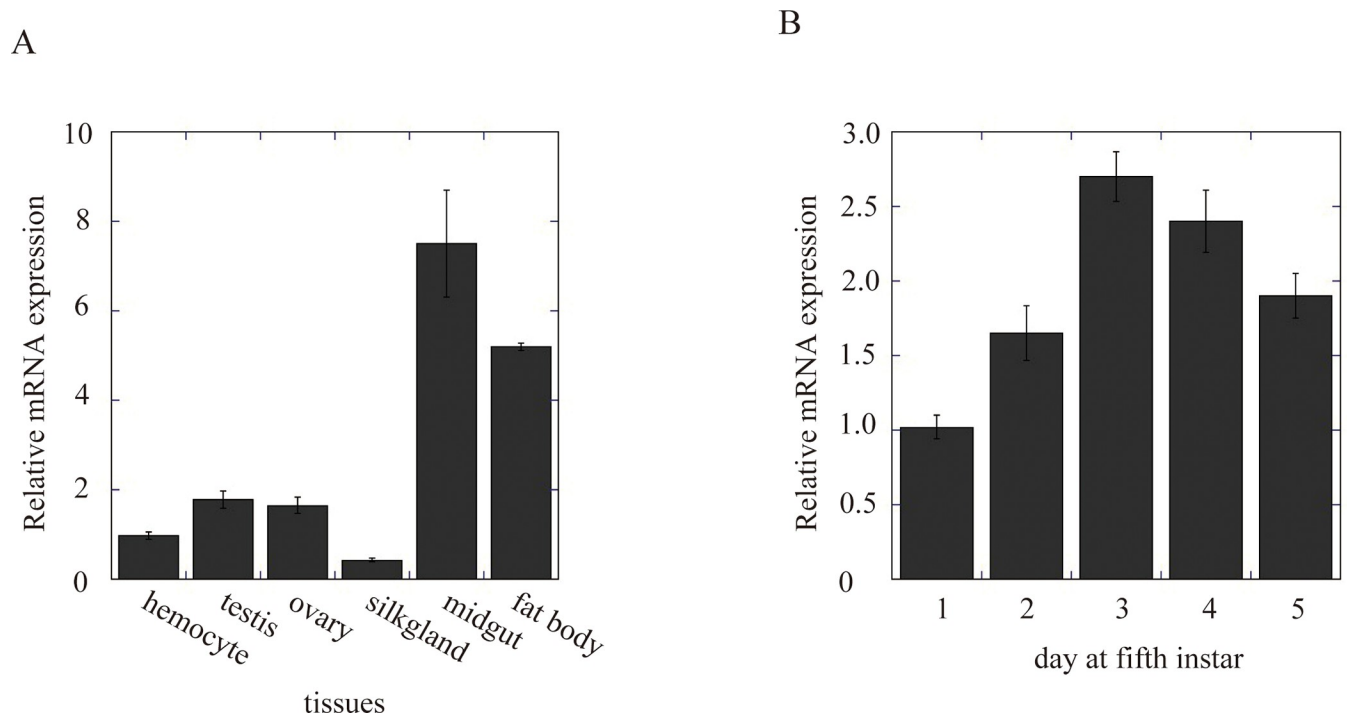 A
Relative mRNA expression
10
8
6
4
2
0
hemocyte
testis
ovary
silkgland
midgut
fat body
tissues
B
Relative mRNA expression
3.0
2.5
2.0
1.5
1.0
0.5
0
1 2 3 4 5
day at fifth instar